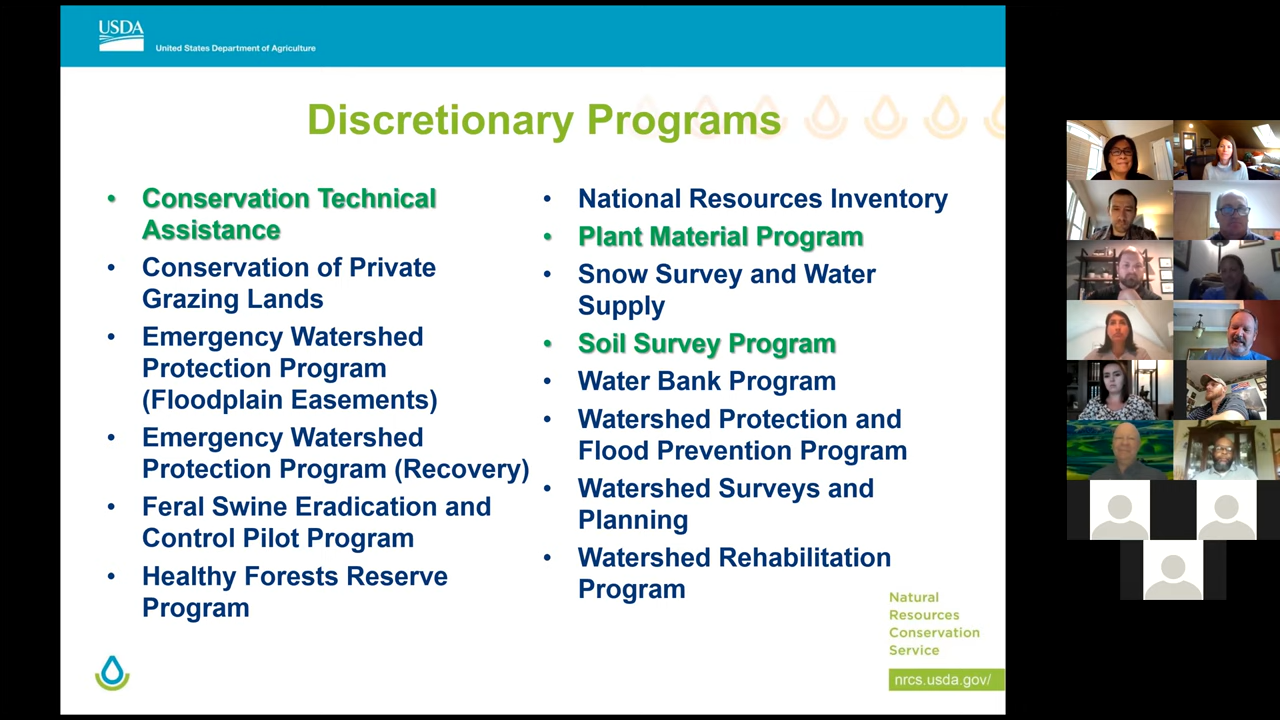 USDA
United States Department of Agriculture
Discretionary Programs
• Conservation Technical
Assistance
• Conservation of Private
Grazing Lands
• Emergency Watershed
Protection Program
(Floodplain Easements)
• Emergency Watershed
Protection Program (Recovery)
• Feral Swine Eradication and
Control Pilot Program
• Healthy Forests Reserve
Program
• National Resources Inventory
• Plant Material Program
• Snow Survey and Water
Supply
• Soil Survey Program
• Water Bank Program
• Watershed Protection and
Flood Prevention Program
• Watershed Surveys and
Planning
• Watershed Rehabilitation
Program
Natural
Resources
Conservation
Service
nrcs.usda.gov/